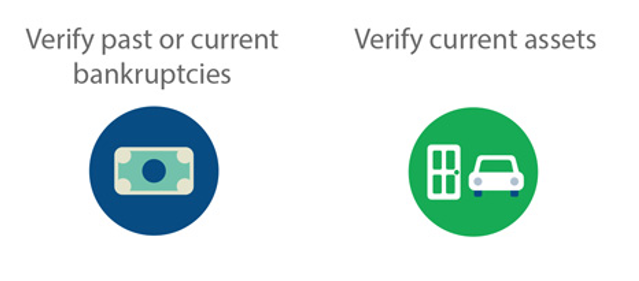 Verify past or current
bankruptcies
Verify current assets